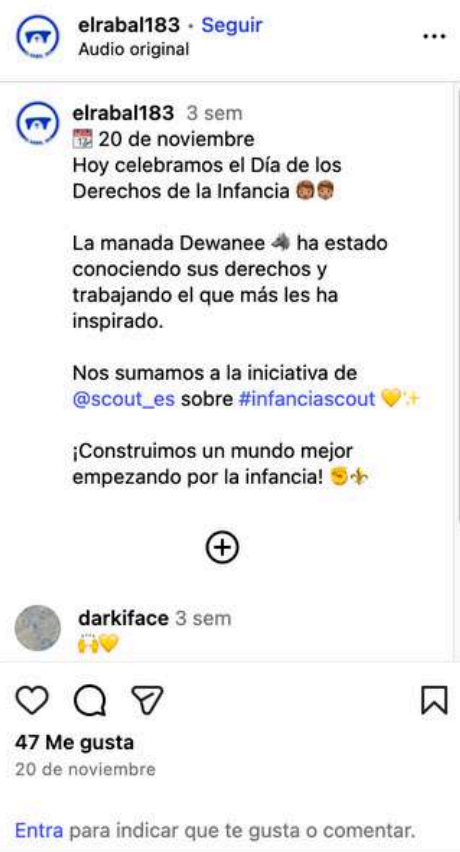 elrabal183 • Seguir
Audio original
elrabal183 3 sem
📅 20 de noviembre
Hoy celebramos el Día de los
Derechos de la Infancia 👧🏽👦🏽
La manada Dewanee 🐺 ha estado
conociendo sus derechos y
trabajando el que más les ha
inspirado.
Nos sumamos a la iniciativa de
@scout_es sobre #infanciascout 💛✨
¡Construimos un mundo mejor
empezando por la infancia! ✊⚜️
darkiface 3 sem
🙌💛
47 Me gusta
20 de noviembre
Entra para indicar que te gusta o comentar.